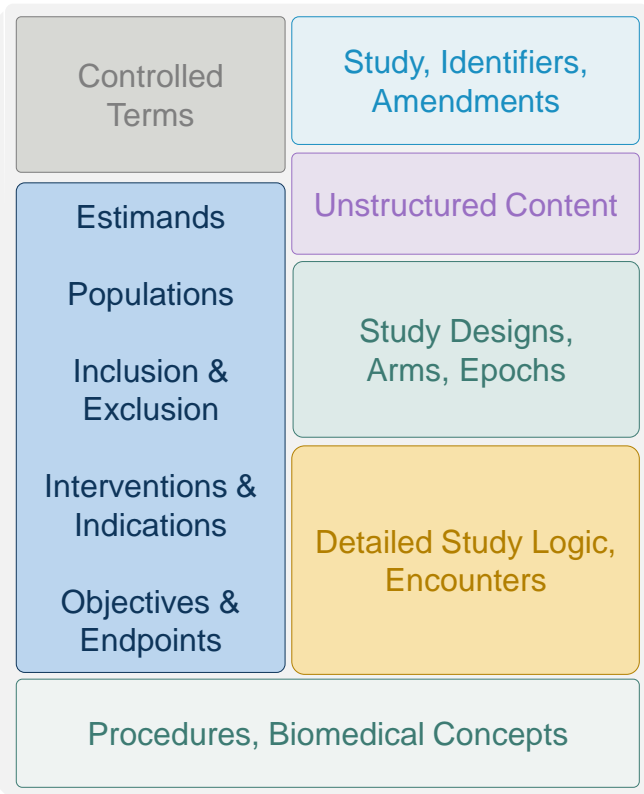 Controlled
Terms
Study, Identifiers,
Amendments
Unstructured Content
Estimands
Populations
Inclusion &
Exclusion
Interventions &
Indications
Objectives &
Endpoints
Study Designs,
Arms, Epochs
Detailed Study Logic,
Encounters
Procedures, Biomedical Concepts